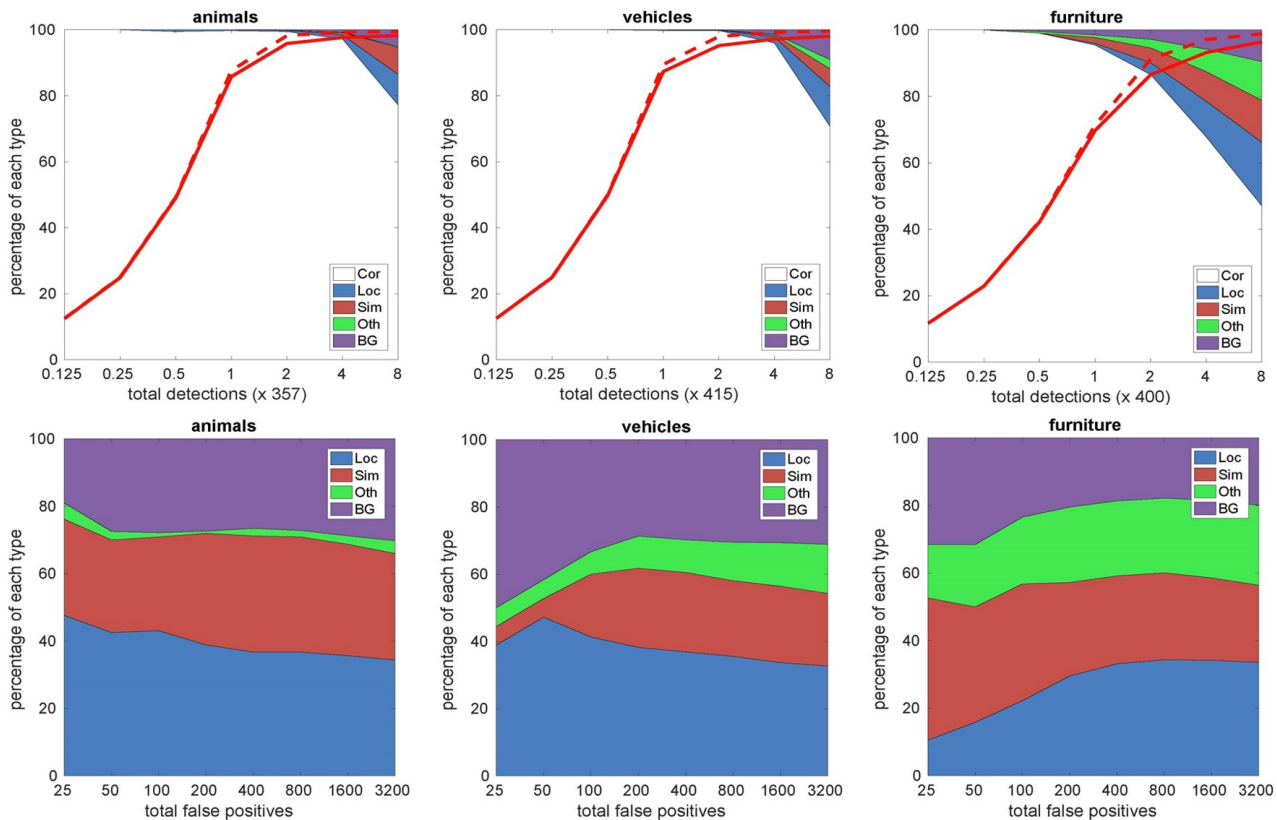 animals
percentage of each type
100
80
60
40
20
0
Cor
Loc
Sim
Oth
BG
0.125 0.25 0.5 1 2 4 8
total detections (x 357)
vehicles
percentage of each type
100
80
60
40
20
0
Cor
Loc
Sim
Oth
BG
0.125 0.25 0.5 1 2 4 8
total detections (x 415)
furniture
percentage of each type
100
80
60
40
20
0
Cor
Loc
Sim
Oth
BG
0.125 0.25 0.5 1 2 4 8
total detections (x 400)
animals
percentage of each type
100
80
60
40
20
0
Loc
Sim
Oth
BG
25 50 100 200 400 800 1600 3200
total false positives
vehicles
percentage of each type
100
80
60
40
20
0
Loc
Sim
Oth
BG
25 50 100 200 400 800 1600 3200
total false positives
furniture
percentage of each type
100
80
60
40
20
0
Loc
Sim
Oth
BG
25 50 100 200 400 800 1600 3200
total false positives